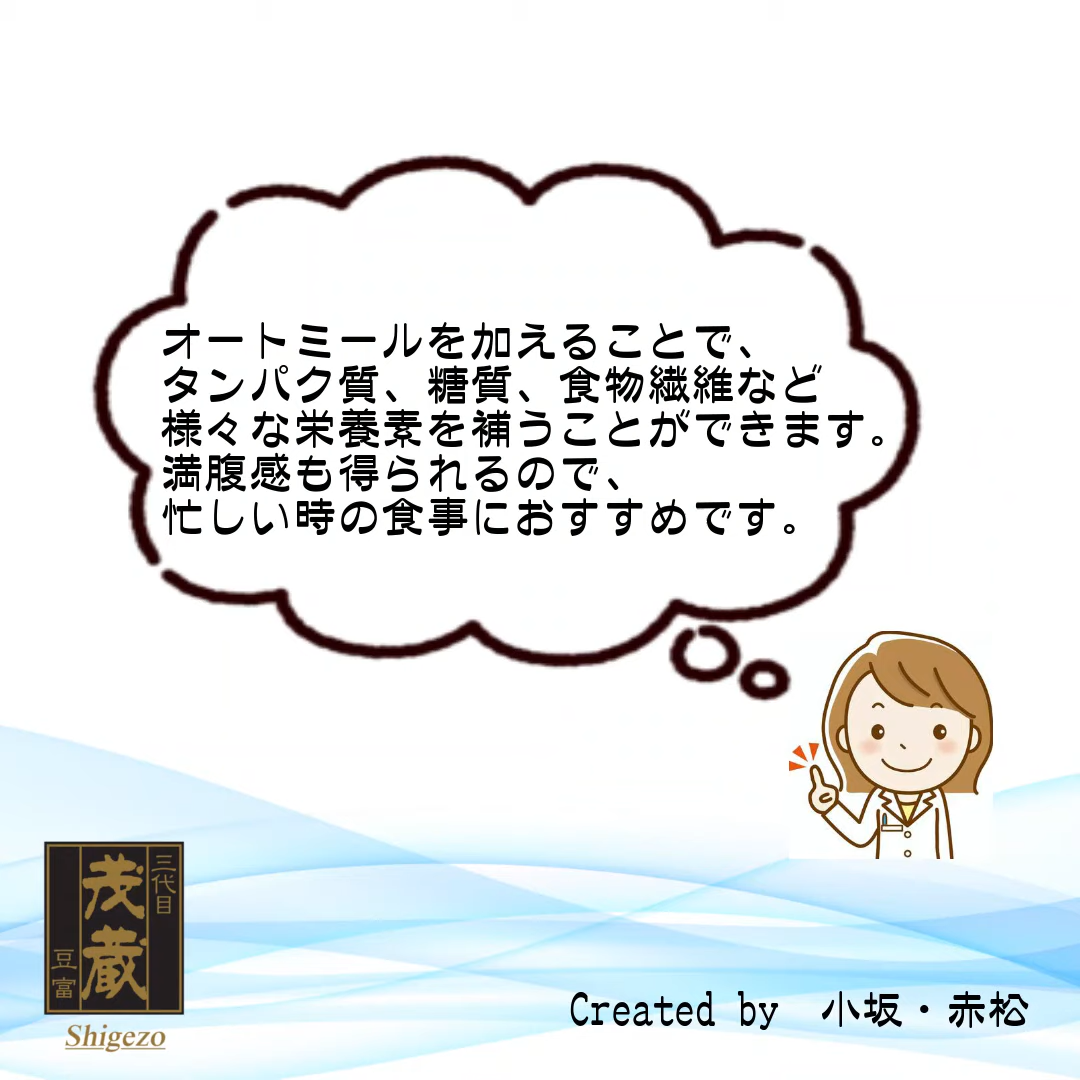 オートミールを加えることで、
タンパク質、糖質、食物繊維など
様々な栄養素を補うことができます。
満腹感も得られるので、
忙しい時の食事におすすめです。
三代目
茂蔵
豆富
Shigezo
Created by 小坂・赤松